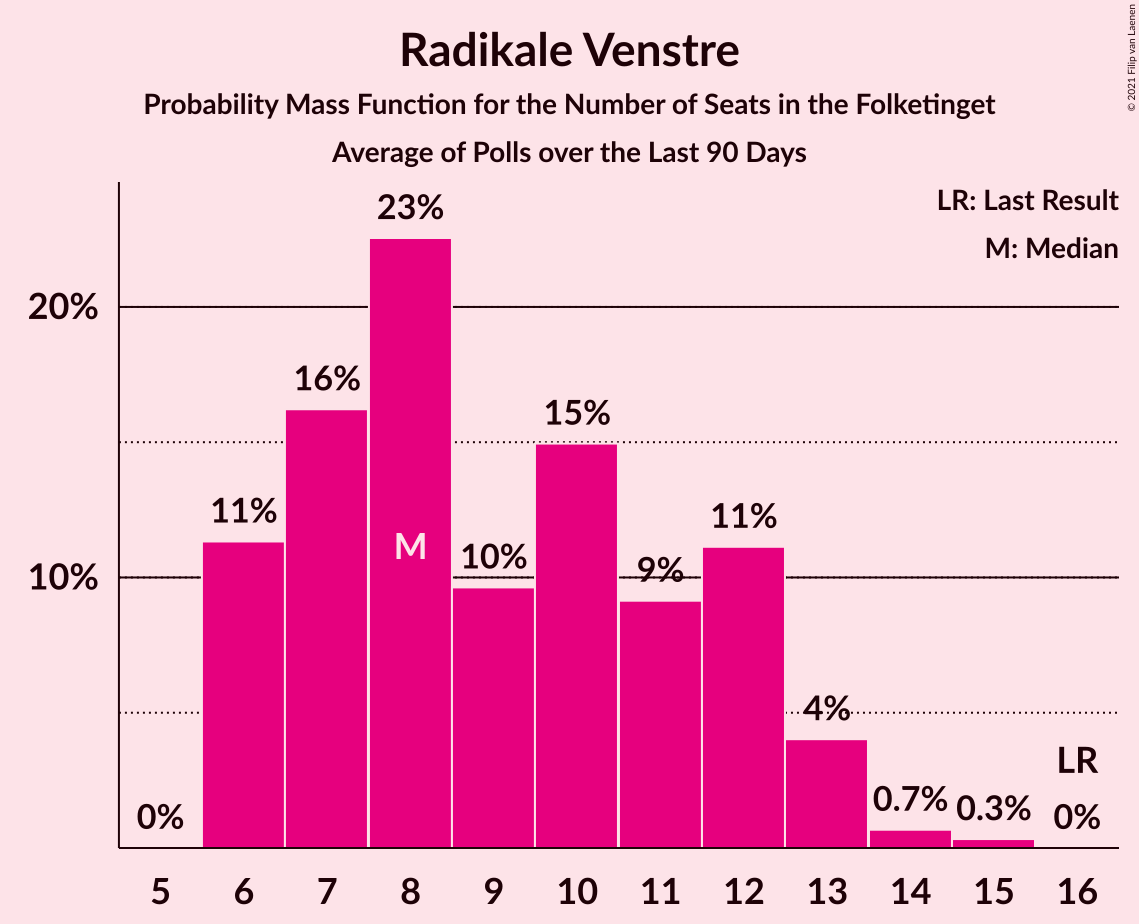 Radikale Venstre
Probability Mass Function for the Number of Seats in the Folketinget
Average of Polls over the Last 90 Days
© 2021 Filip van Laenen
LR: Last Result
M: Median
20%
10%
0%
11%
16%
23%
M
10%
15%
9%
11%
4%
0.7%
0.3%
LR
0%
5 6 7 8 9 10 11 12 13 14 15 16